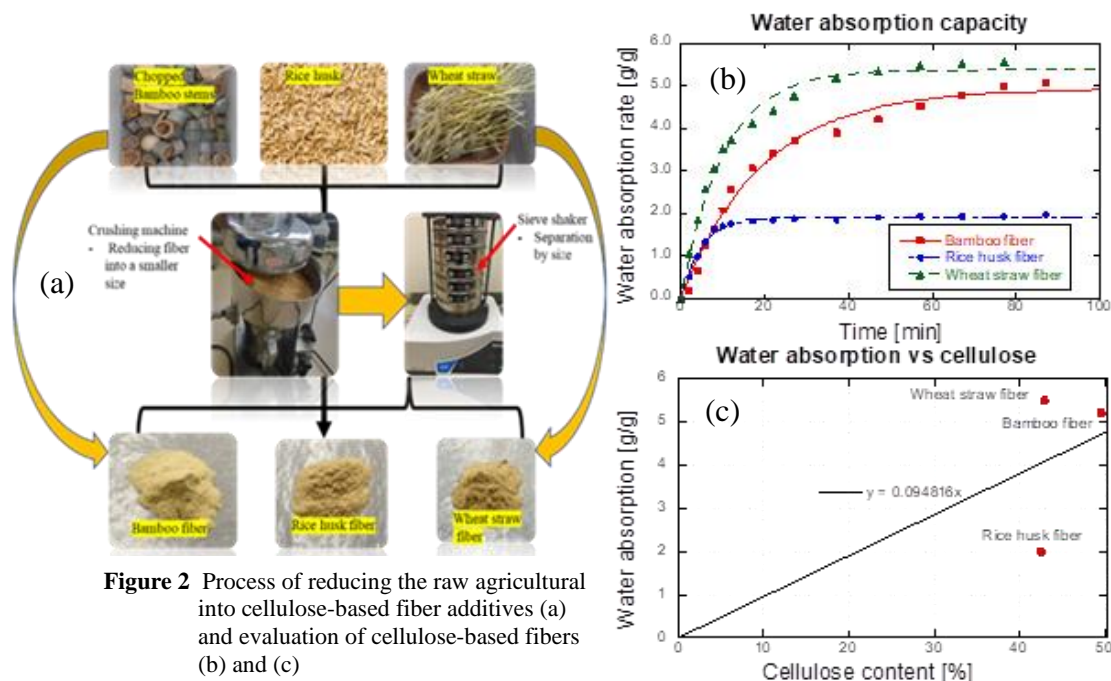 Chopped
Bamboo stems
Rice husk
Wheat straw
(a)
Crushing machine
- Reducing fiber
into a smaller
size
Sieve shaker
- Separation
by size
Bamboo fiber
Rice husk fiber
Wheat straw
fiber
Figure 2 Process of reducing the raw agricultural
into cellulose-based fiber additives (a)
and evaluation of cellulose-based fibers
(b) and (c)
Water absorption capacity
(b)
Water absorption rate [g/g]
6.0
5.0
4.0
3.0
2.0
1.0
0.0
Bamboo fiber
Rice husk fiber
Wheat straw fiber
0 20 40 60 80 100
Time [min]
Water absorption vs cellulose
(c)
Water absorption [g/g]
6
5
4
3
2
1
0
Wheat straw fiber
Bamboo fiber
y = 0.094816x
Rice husk fiber
0 10 20 30 40 50
Cellulose content [%]